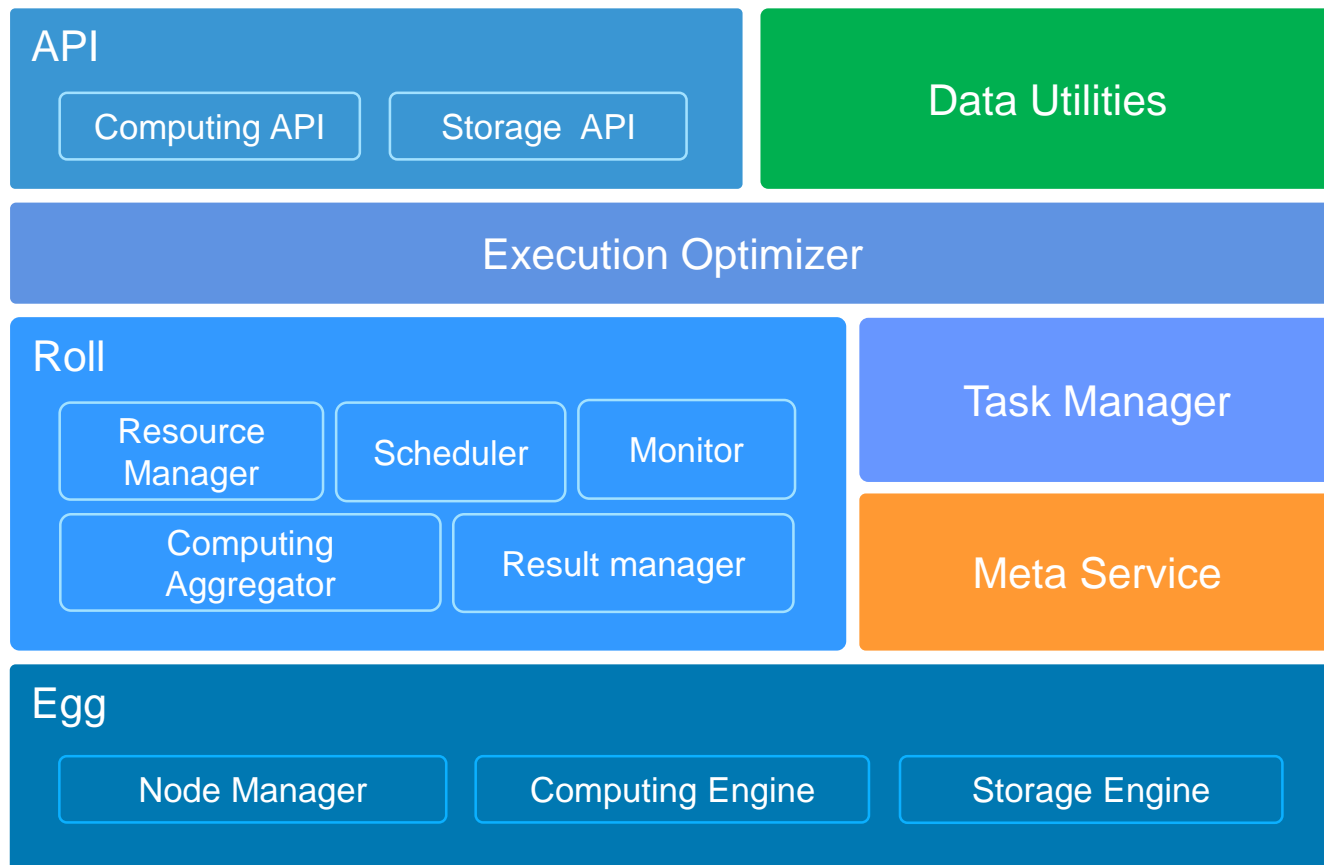 API
Computing API
Storage  API
Data Utilities
Execution Optimizer
Roll
Resource
Manager
Scheduler
Monitor
Computing
Aggregator
Result manager
Task Manager
Meta Service
Egg
Node Manager
Computing Engine
Storage Engine